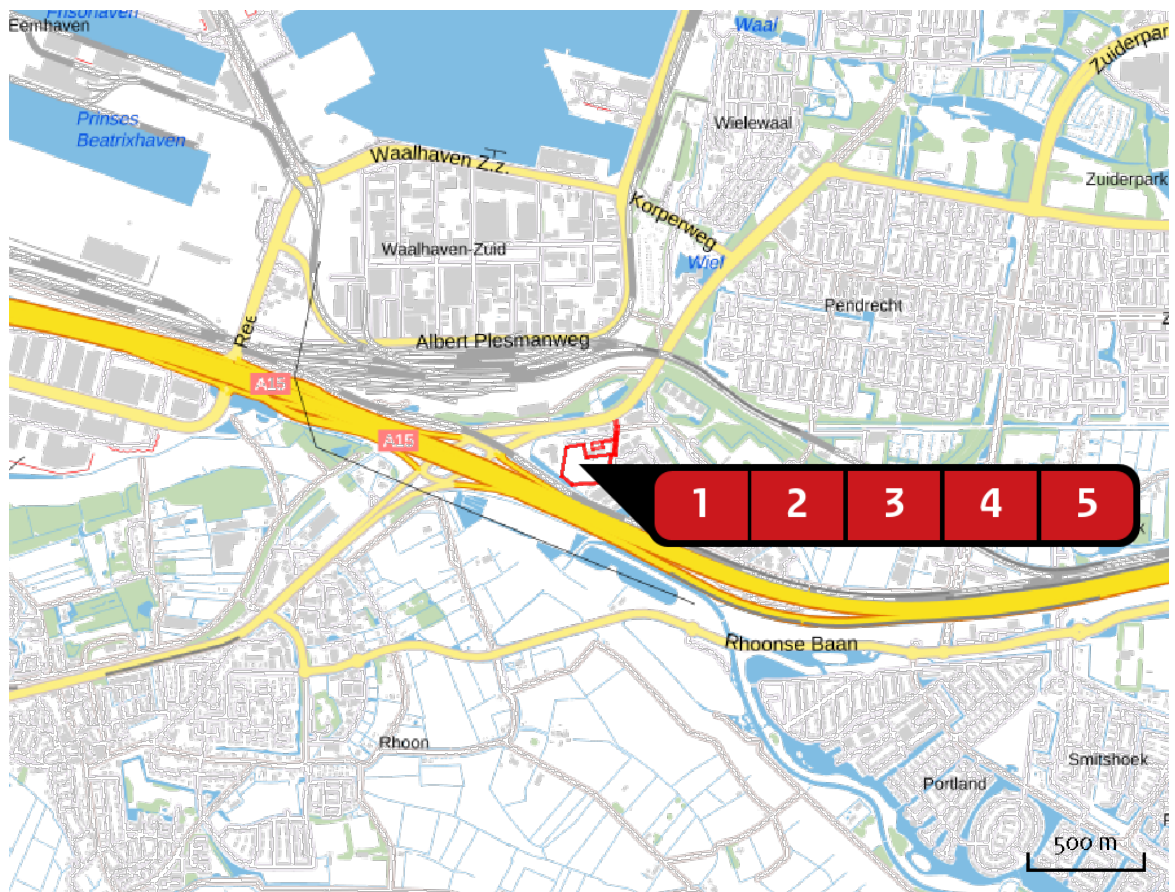 Frisohaven
Eemhaven
Waal
Zuiderpar
Prinses
Beatrixhaven
Wielewaal
Waalhaven Z.z.
Zuiderpark
Korperweg
Waalhaven-Zuid
Wiel
Pendrecht
Z
Ree
Albert Plesmanweg
A15
A15
1 2 3 4 5
k
Rhoonse Baan
Rhoon
Smitshoek
Portland
500 m